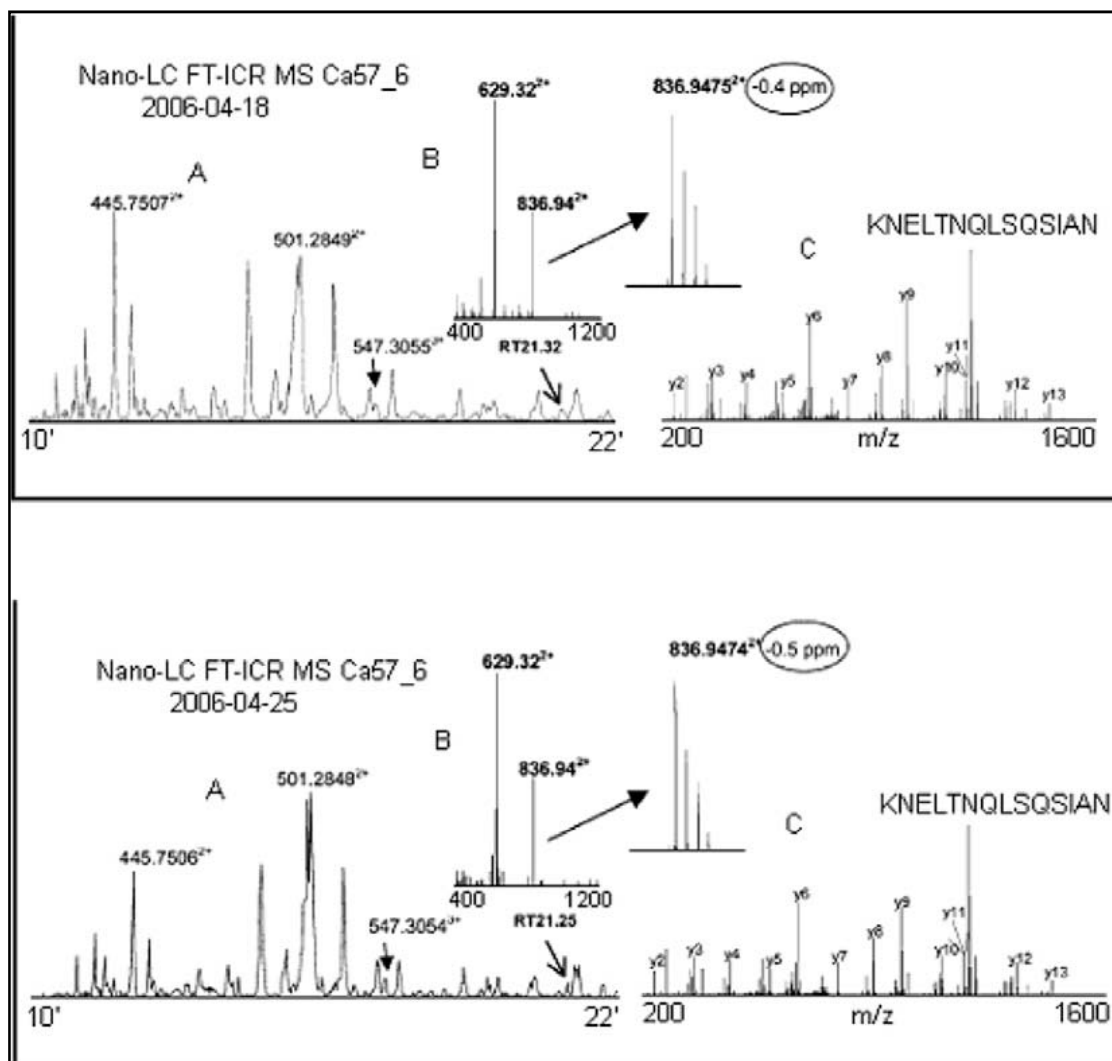 Nano-LC FT-ICR MS Ca57_6
2006-04-18
A
445.7507²⁺
501.2849²⁺
547.3055³⁺
10'
22'
B
629.32²⁺
836.94²⁺
400
1200
RT21.32
836.9475²⁺
-0.4 ppm
C
KNELTNQLSQSIAN
y2
y3
y4
y5
y6
y7
y8
y9
y10
y11
y12
y13
200
m/z
1600
Nano-LC FT-ICR MS Ca57_6
2006-04-25
A
445.7506²⁺
501.2848²⁺
547.3054³⁺
10'
22'
B
629.32²⁺
836.94²⁺
400
1200
RT21.25
836.9474²⁺
-0.5 ppm
C
KNELTNQLSQSIAN
y2
y3
y4
y5
y6
y7
y8
y9
y10
y11
y12
y13
200
m/z
1600